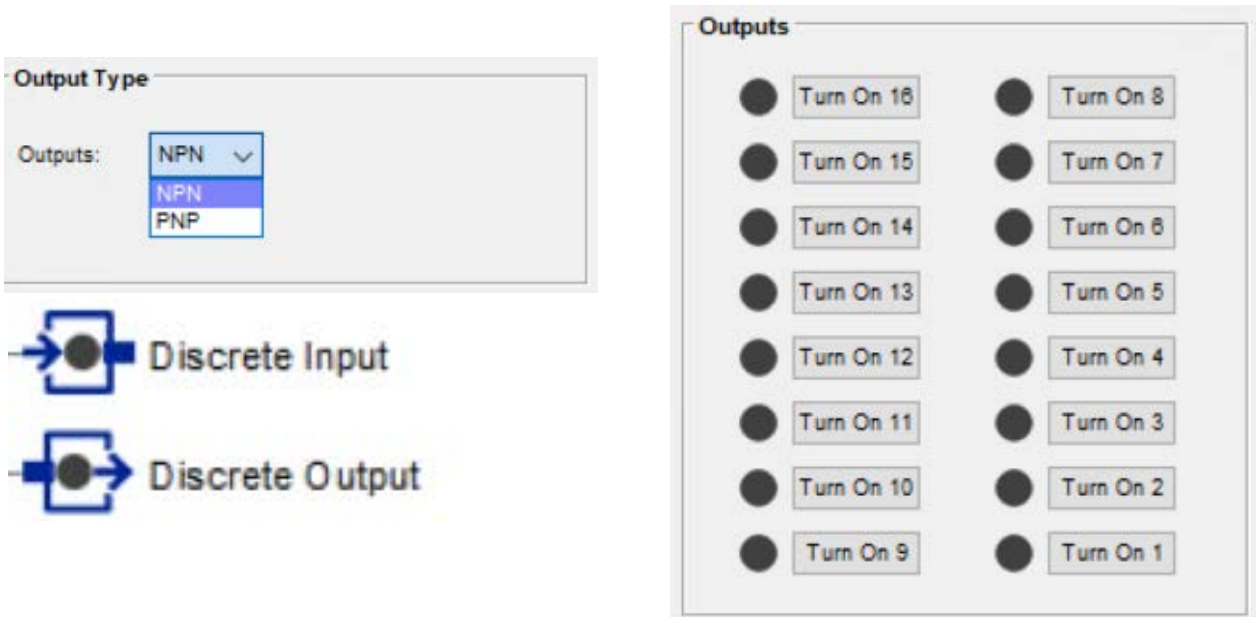 Output Type
Outputs: NPN
NPN
PNP
Discrete Input
Discrete Output
Outputs
Turn On 16 Turn On 8
Turn On 15 Turn On 7
Turn On 14 Turn On 6
Turn On 13 Turn On 5
Turn On 12 Turn On 4
Turn On 11 Turn On 3
Turn On 10 Turn On 2
Turn On 9 Turn On 1